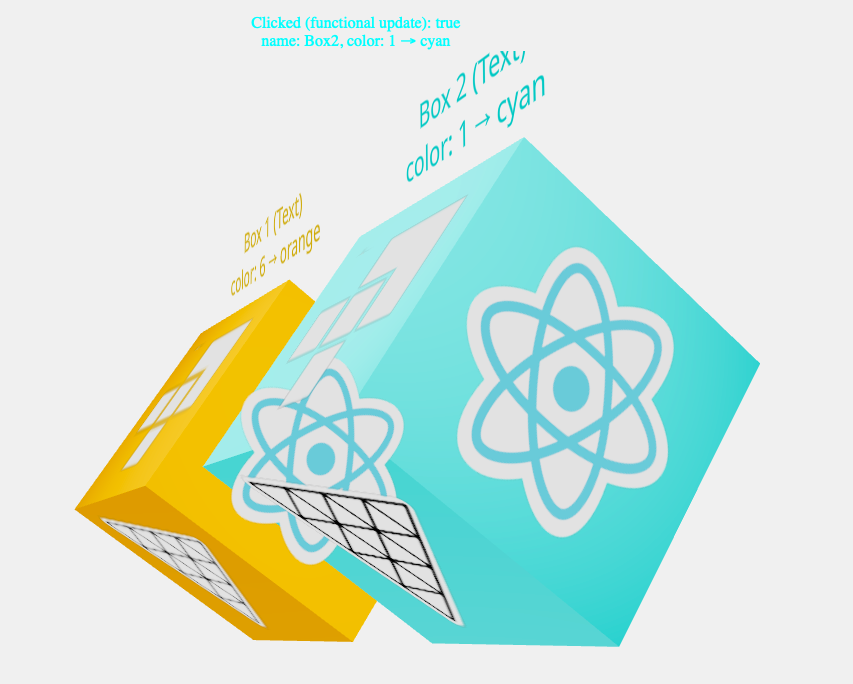 Clicked (functional update): true
name: Box2, color: 1 → cyan
Box 2 (Text)
color: 1 → cyan
Box 1 (Text)
color: 6 → orange